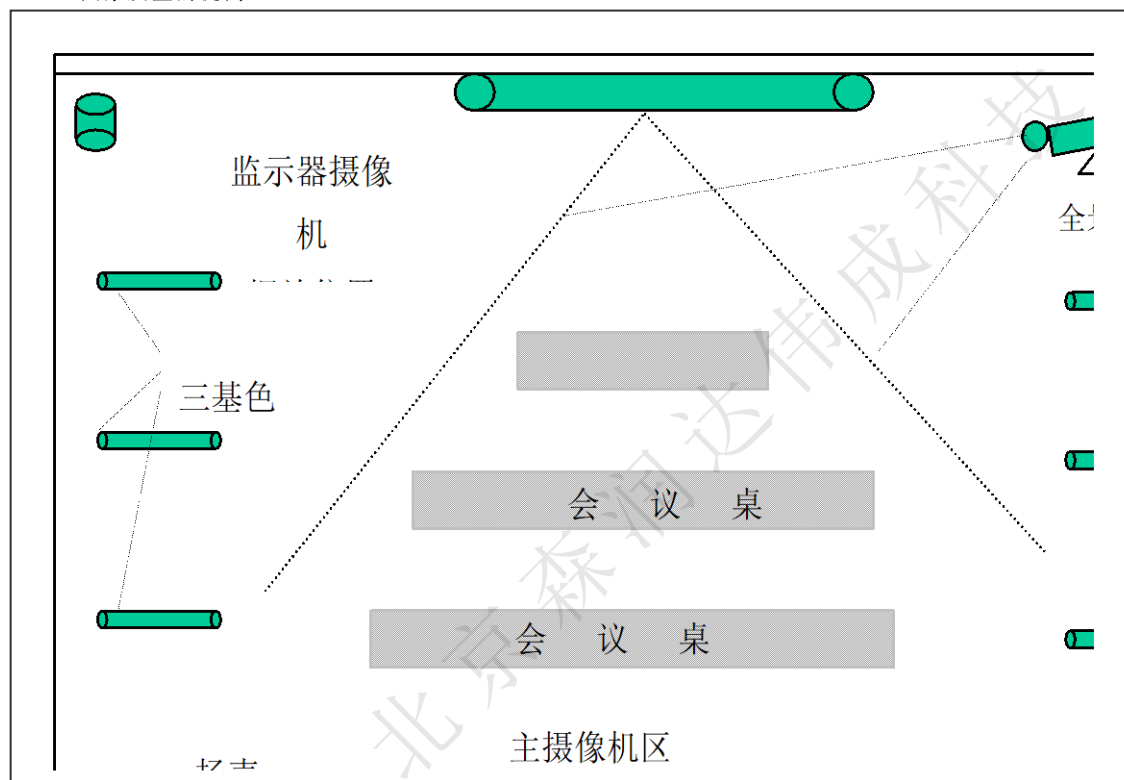 监示器摄像
机
全
三基色
会 议 桌
会 议 桌
主摄像机区
北京森润达伟成科技